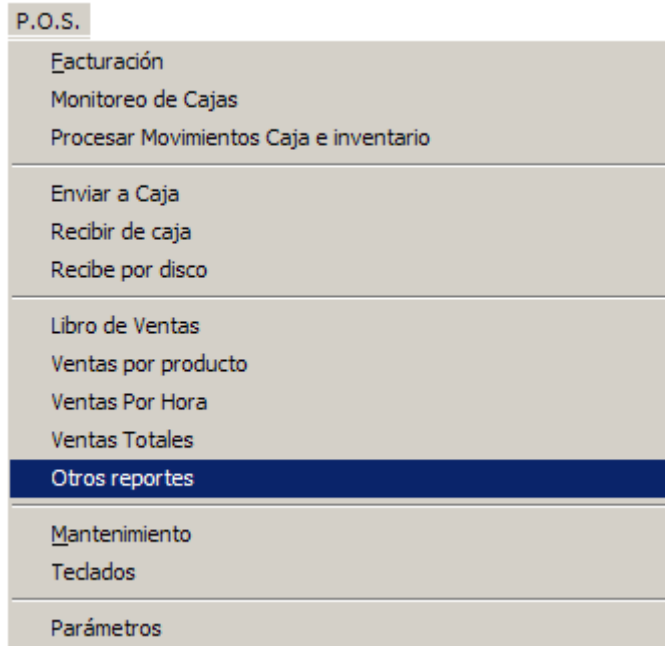 P.O.S.
Facturación
Monitoreo de Cajas
Procesar Movimientos Caja e inventario
Enviar a Caja
Recibir de caja
Recibe por disco
Libro de Ventas
Ventas por producto
Ventas Por Hora
Ventas Totales
Otros reportes
Mantenimiento
Teclados
Parámetros